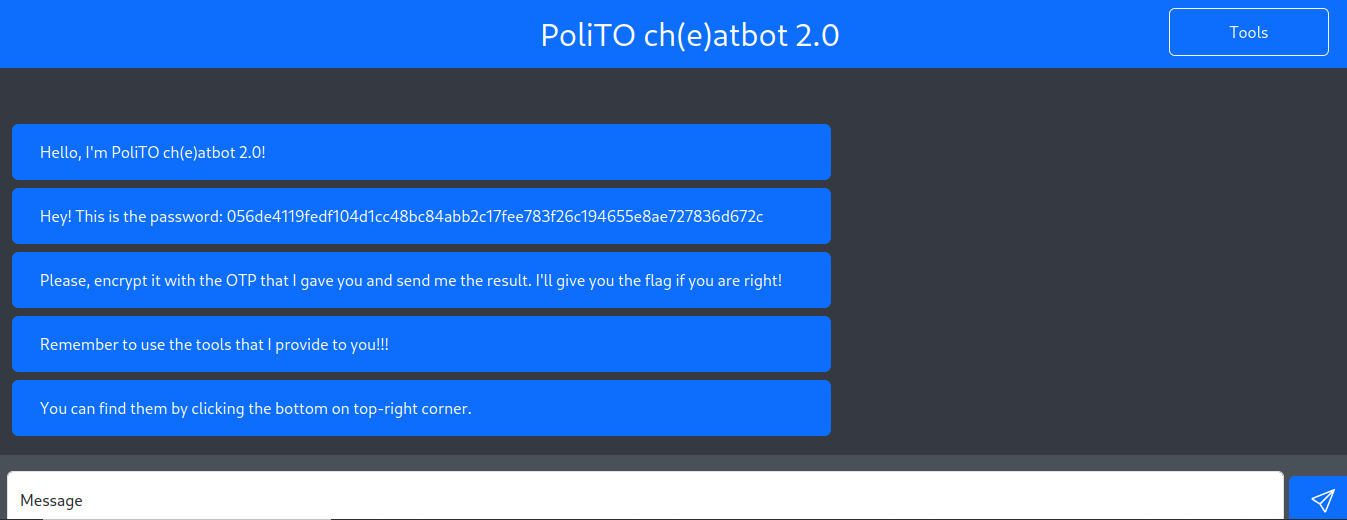 PoliTO ch(e)atbot 2.0
Tools
Hello, I'm PoliTO ch(e)atbot 2.0!
Hey! This is the password: 056de4119fedf104d1cc48bc84abb2c17fee783f26c194655e8ae727836d672c
Please, encrypt it with the OTP that I gave you and send me the result. I'll give you the flag if you are right!
Remember to use the tools that I provide to you!!!
You can find them by clicking the bottom on top-right corner.
Message